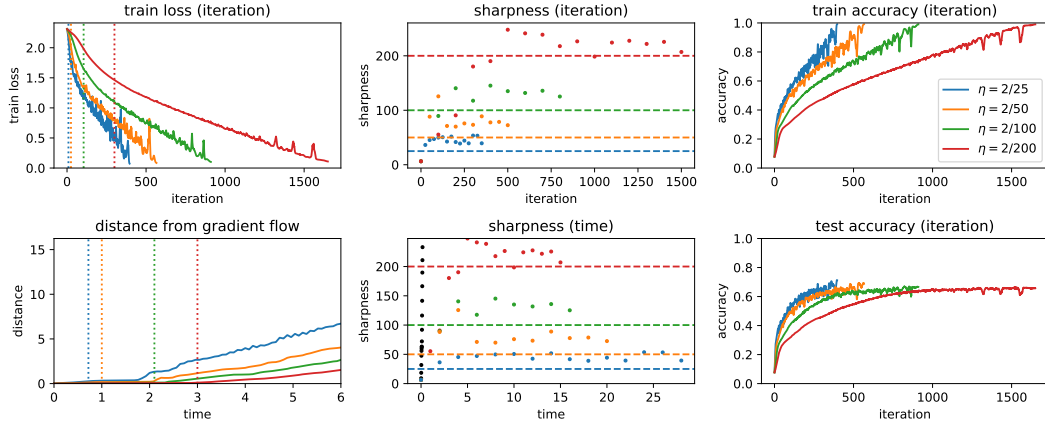 train loss (iteration)
2.0
1.5
1.0
0.5
0.0
train loss
0
500
1000
1500
iteration
sharpness (iteration)
200
100
0
sharpness
0
250
500
750
1000
1250
1500
iteration
train accuracy (iteration)
1.0
0.8
0.6
0.4
0.2
0.0
accuracy
η = 2/25
η = 2/50
η = 2/100
η = 2/200
0
500
1000
1500
iteration
distance from gradient flow
15
10
5
0
distance
0
1
2
3
4
5
6
time
sharpness (time)
200
150
100
50
0
sharpness
0
5
10
15
20
25
time
test accuracy (iteration)
1.0
0.8
0.6
0.4
0.2
0.0
accuracy
0
500
1000
1500
iteration